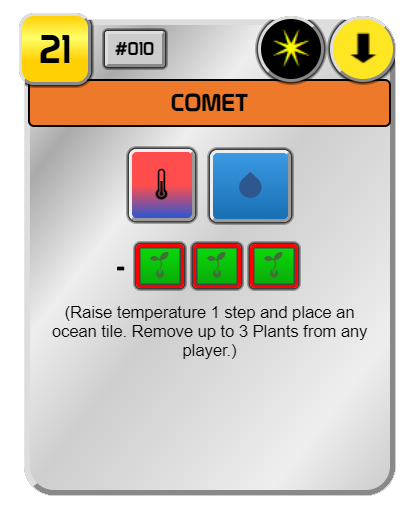 21
#010
COMET
-
(Raise temperature 1 step and place an
ocean tile. Remove up to 3 Plants from any
player.)